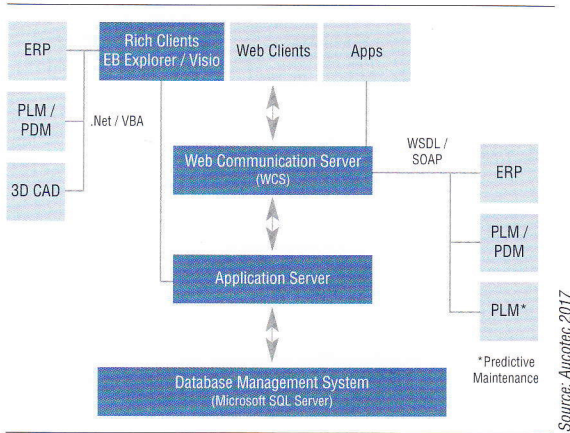 ERP
Rich Clients
EB Explorer / Visio
Web Clients
Apps
PLM /
PDM
.Net / VBA
3D CAD
Web Communication Server
(WCS)
WSDL /
SOAP
ERP
PLM /
PDM
Application Server
PLM*
*Predictive
Maintenance
Database Management System
(Microsoft SQL Server)
Source: Aucotec 2017